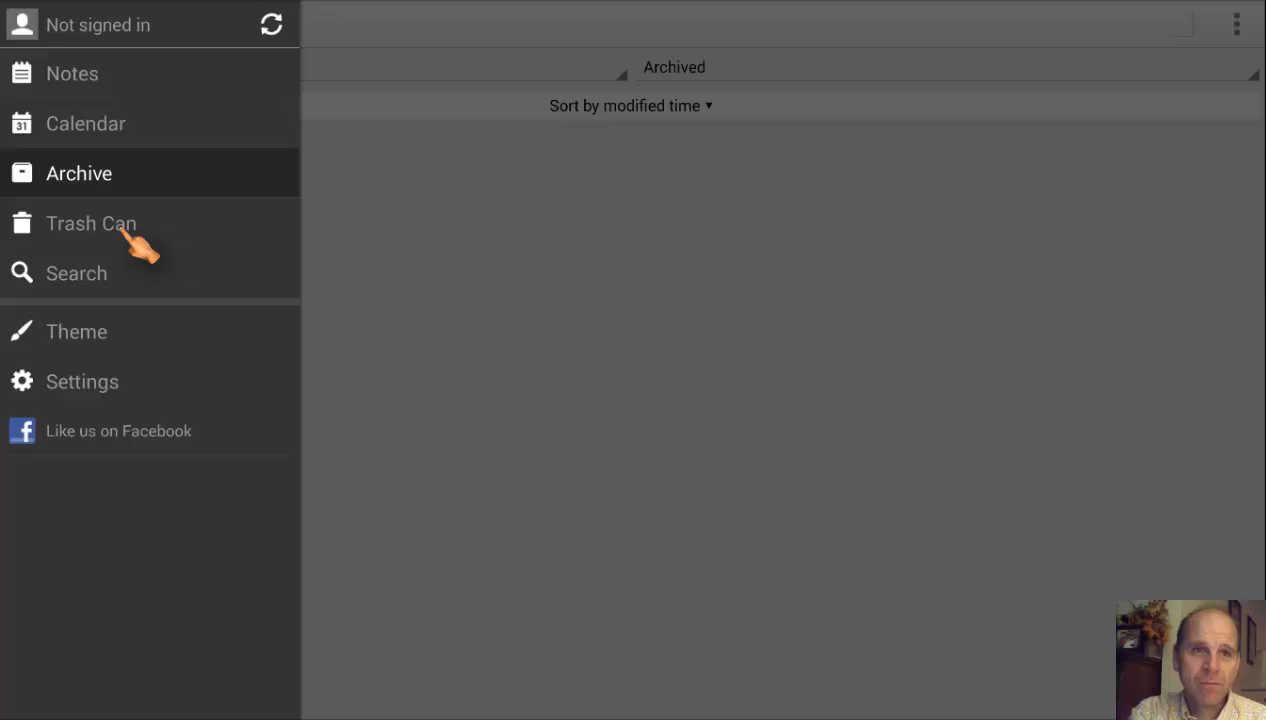 Not signed in
Notes
31 Calendar
Archive
Trash Can
Search
Theme
Settings
f Like us on Facebook
Archived
Sort by modified time